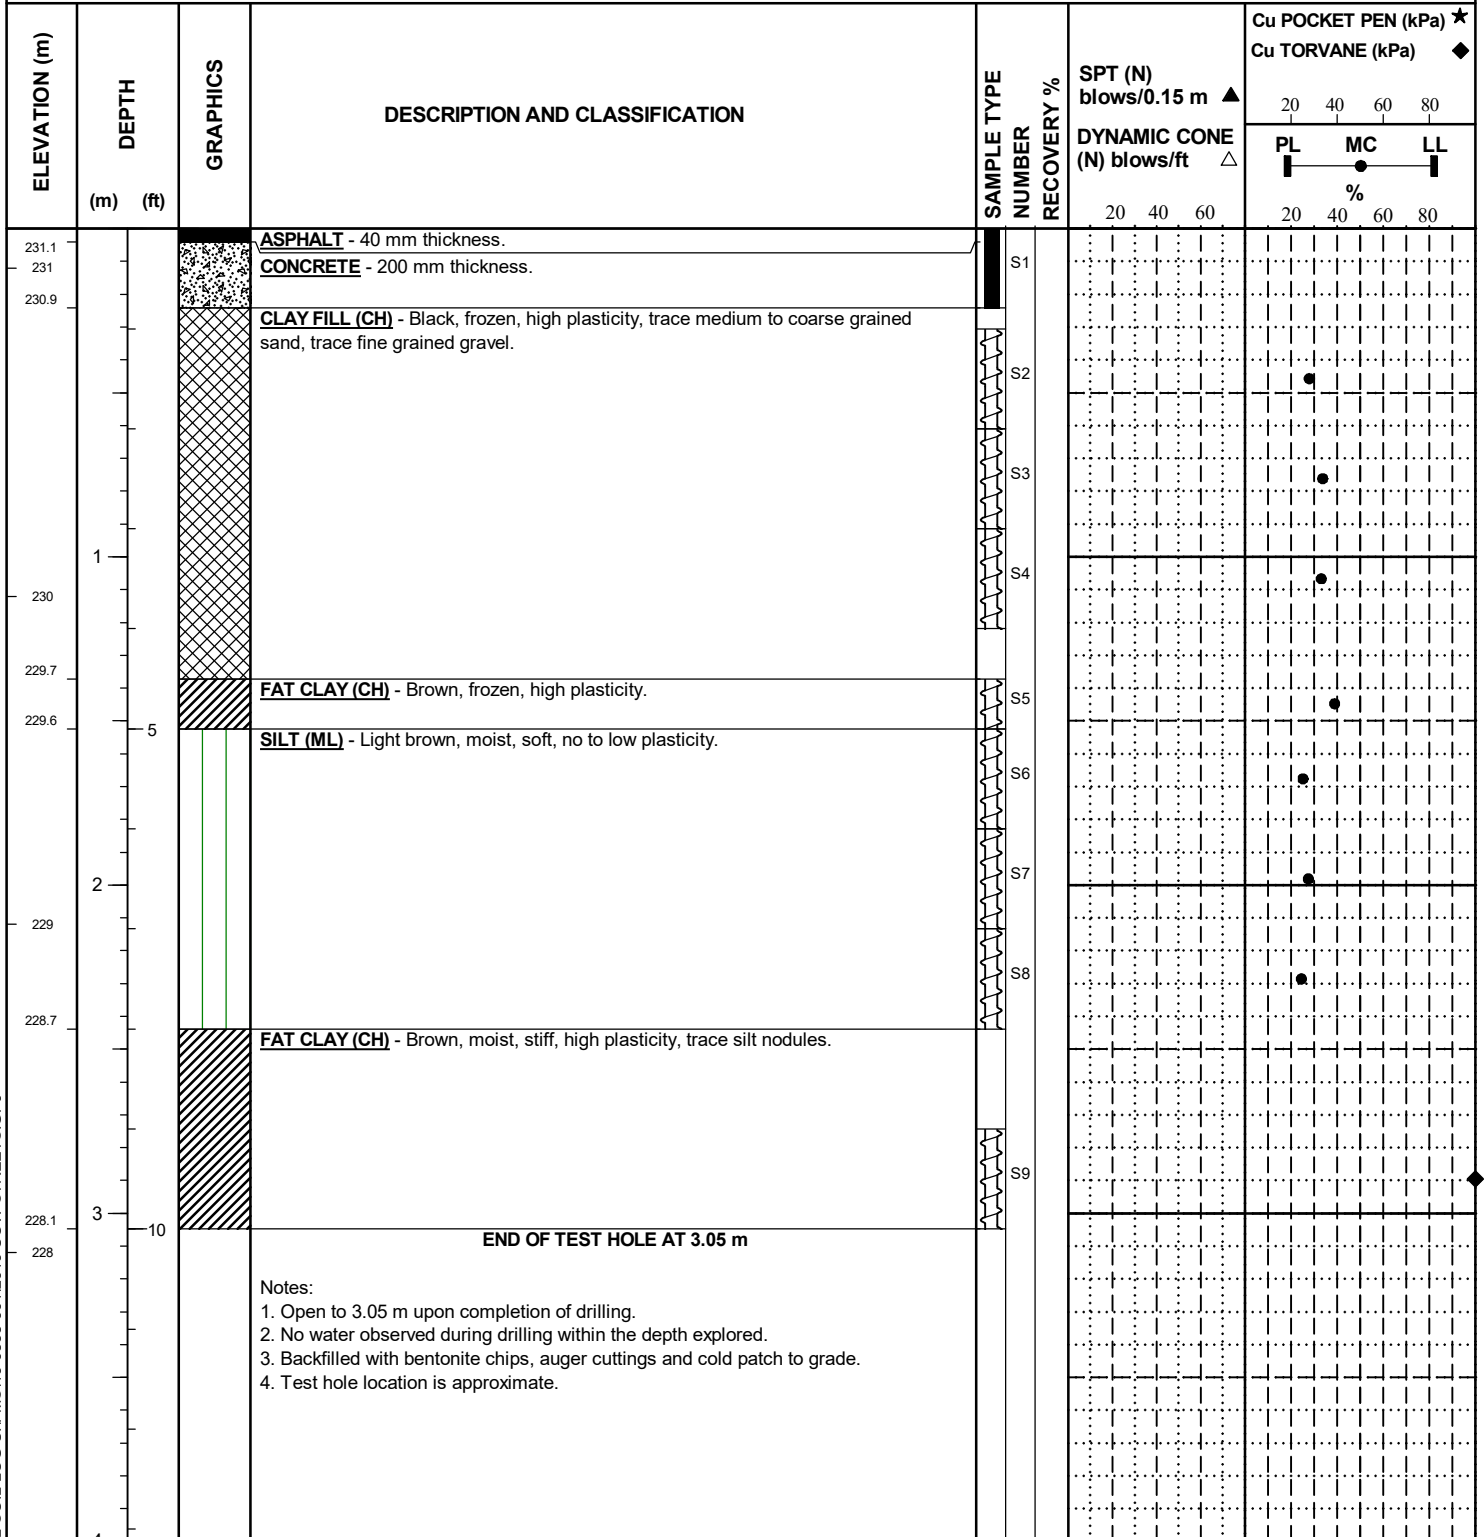 Cu POCKET PEN (kPa) ★
Cu TORVANE (kPa) ◆
ELEVATION (m)
DEPTH
(m) (ft)
GRAPHICS
DESCRIPTION AND CLASSIFICATION
SAMPLE TYPE
NUMBER
RECOVERY %
SPT (N)
blows/0.15 m ▲
DYNAMIC CONE
(N) blows/ft △
20 40 60
20 40 60 80
PL MC LL
%
20 40 60 80
231.1
ASPHALT - 40 mm thickness.
231
CONCRETE - 200 mm thickness.
S1
230.9
CLAY FILL (CH) - Black, frozen, high plasticity, trace medium to coarse grained
sand, trace fine grained gravel.
S2
S3
1
S4
230
229.7
FAT CLAY (CH) - Brown, frozen, high plasticity.
S5
229.6
5
SILT (ML) - Light brown, moist, soft, no to low plasticity.
S6
S7
2
229
S8
228.7
FAT CLAY (CH) - Brown, moist, stiff, high plasticity, trace silt nodules.
S9
3
228.1
10
END OF TEST HOLE AT 3.05 m
228
Notes:
1. Open to 3.05 m upon completion of drilling.
2. No water observed during drilling within the depth explored.
3. Backfilled with bentonite chips, auger cuttings and cold patch to grade.
4. Test hole location is approximate.